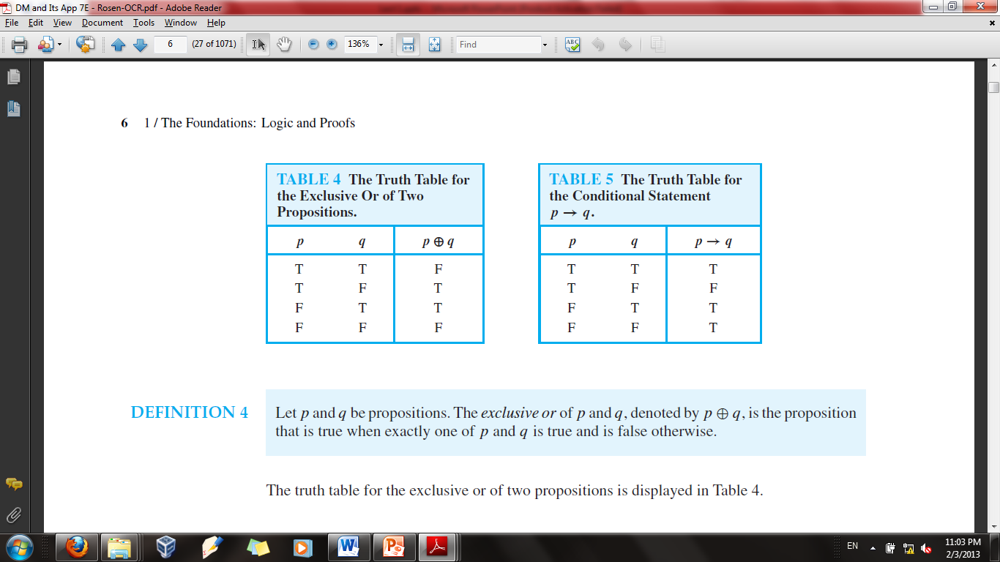 DM and Its App 7E - Rosen-OCR.pdf - Adobe Reader
File Edit View Document Tools Window Help
6 (27 of 1071) 136% Find
6 1 / The Foundations: Logic and Proofs
TABLE 4 The Truth Table for
the Exclusive Or of Two
Propositions.
p q p ⊕ q
T T F
T F T
F T T
F F F
TABLE 5 The Truth Table for
the Conditional Statement
p → q.
p q p → q
T T T
T F F
F T T
F F T
DEFINITION 4
Let p and q be propositions. The exclusive or of p and q, denoted by p ⊕ q, is the proposition
that is true when exactly one of p and q is true and is false otherwise.
The truth table for the exclusive or of two propositions is displayed in Table 4.
EN
11:03 PM
2/3/2013